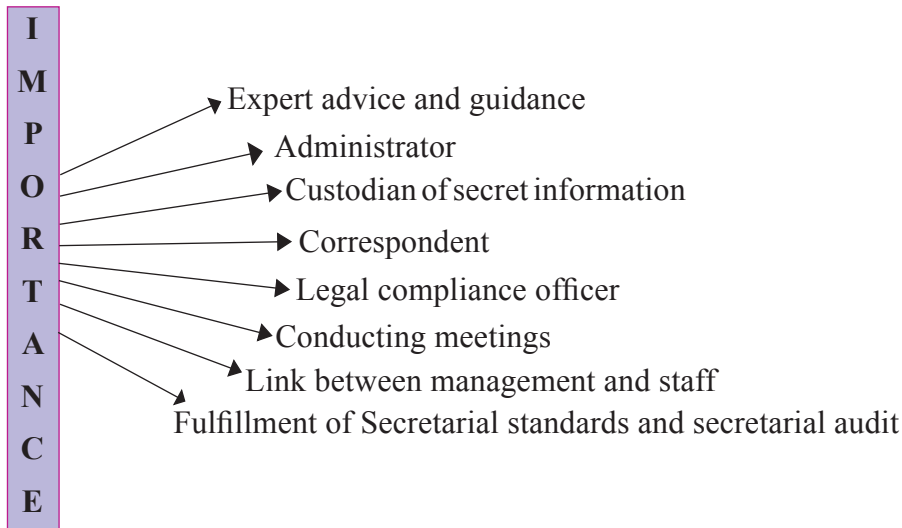 IMPORTANCE
Expert advice and guidance
Administrator
Custodian of secret information
Correspondent
Legal compliance officer
Conducting meetings
Link between management and staff
Fulfillment of Secretarial standards and secretarial audit